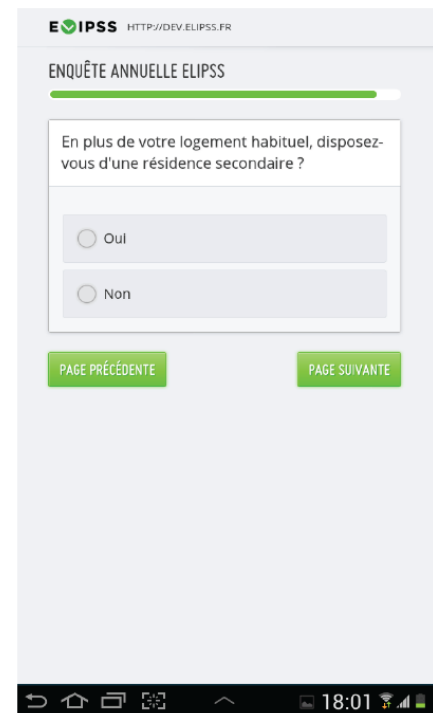 ELIPSS HTTP://DEV.ELIPSS.FR
ENQUÊTE ANNUELLE ELIPSS
En plus de votre logement habituel, disposez-
vous d'une résidence secondaire ?
Oui
Non
PAGE PRÉCÉDENTE PAGE SUIVANTE
18:01